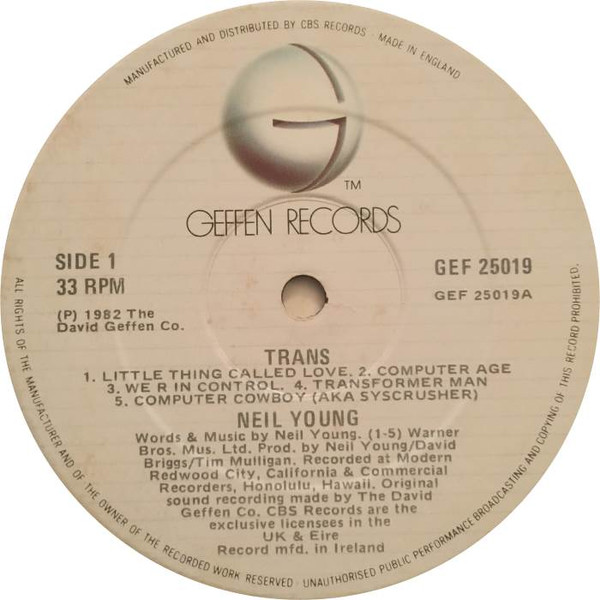 MANUFACTURED AND DISTRIBUTED BY CBS RECORDS · MADE IN ENGLAND
TM
GEFFEN RECORDS
SIDE 1
33 RPM
GEF 25019
GEF 25019A
(P) 1982 The
David Geffen Co.
TRANS
1. LITTLE THING CALLED LOVE. 2. COMPUTER AGE
3. WE R IN CONTROL. 4. TRANSFORMER MAN
5. COMPUTER COWBOY (AKA SYSCRUSHER)
NEIL YOUNG
Words & Music by Neil Young. (1-5) Warner
Bros. Mus. Ltd. Prod. by Neil Young/David
Briggs/Tim Mulligan. Recorded at Modern
Redwood City, California & Commercial
Recorders, Honolulu, Hawaii. Original
sound recording made by The David
Geffen Co. CBS Records are the
exclusive licensees in the
UK & Eire
Record mfd. in Ireland
ALL RIGHTS OF THE MANUFACTURER AND OF THE OWNER OF THE RECORDED WORK RESERVED · UNAUTHORISED PUBLIC PERFORMANCE BROADCASTING AND COPYING OF THIS RECORD PROHIBITED.